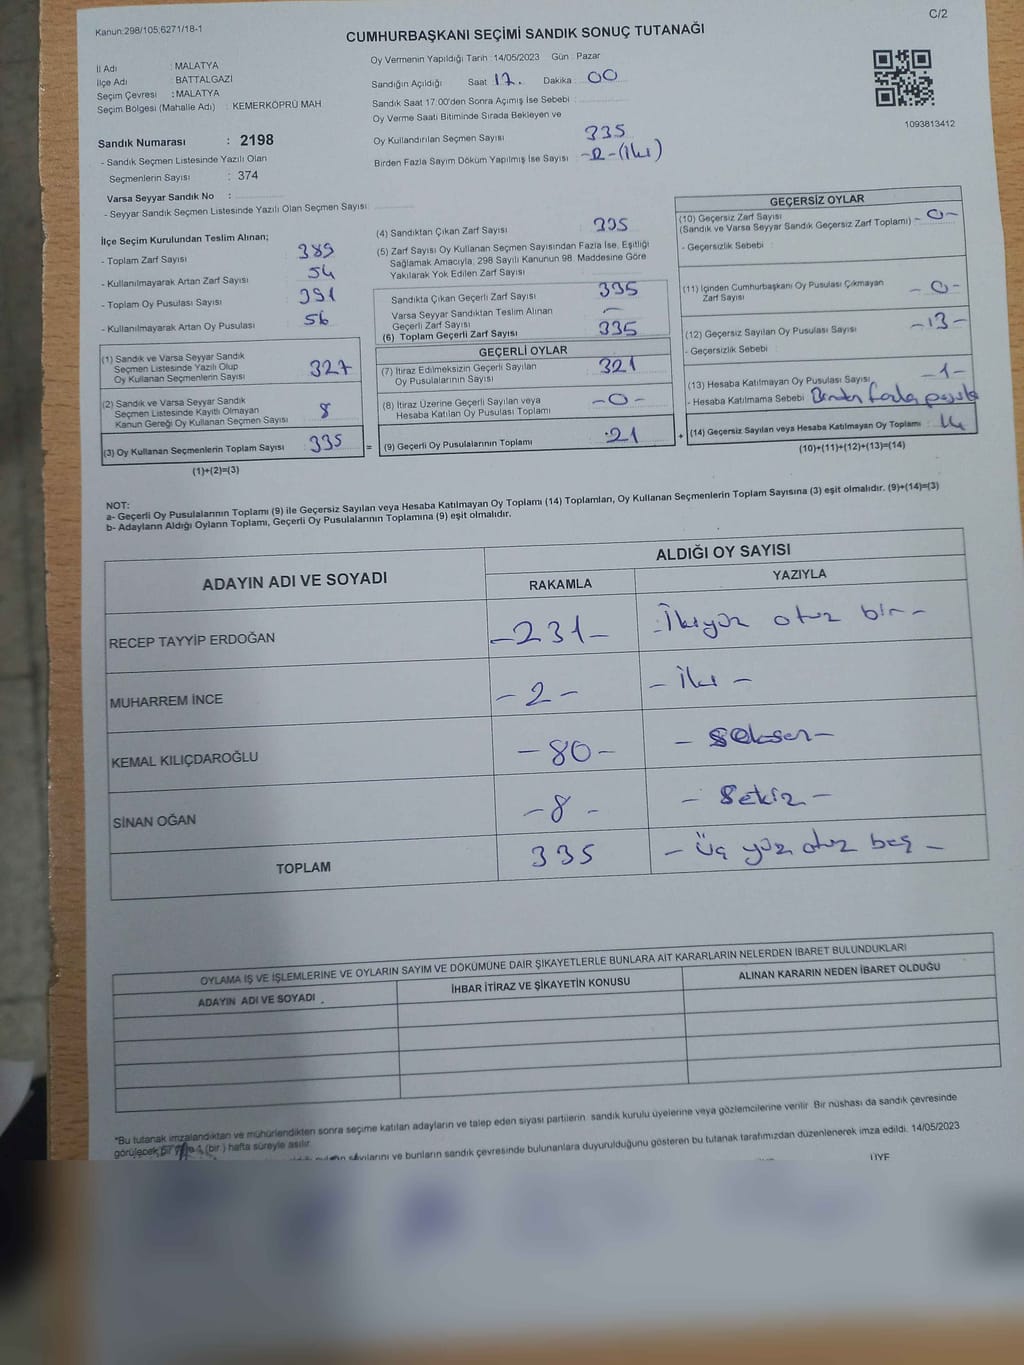 Kanun:298/105;6271/18-1
C/2
CUMHURBAŞKANI SEÇİMİ SANDIK SONUÇ TUTANAĞI
İl Adı : MALATYA
İlçe Adı : BATTALGAZİ
Seçim Çevresi : MALATYA
Seçim Bölgesi (Mahalle Adı) : KEMERKÖPRÜ MAH
Sandık Numarası : 2198
- Sandık Seçmen Listesinde Yazılı Olan
Seçmenlerin Sayısı : 374
Varsa Seyyar Sandık No :
- Seyyar Sandık Seçmen Listesinde Yazılı Olan Seçmen Sayısı
Oy Vermenin Yapıldığı Tarih :14/05/2023 Gün : Pazar
Sandığın Açıldığı Saat 17. Dakika : 00
Sandık Saat 17:00'den Sonra Açımış İse Sebebi :
Oy Verme Saati Bitiminde Sırada Bekleyen ve
Oy Kullandırılan Seçmen Sayısı 335
Birden Fazla Sayım Döküm Yapılmış İse Sayısı -2-(İki)
1093813412
İlçe Seçim Kurulundan Teslim Alınan;
- Toplam Zarf Sayısı : 389
- Kullanılmayarak Artan Zarf Sayısı : 54
- Toplam Oy Pusulası Sayısı : 391
- Kullanılmayarak Artan Oy Pusulası : 56
(1) Sandık ve Varsa Seyyar Sandık
Seçmen Listesinde Yazılı Olup
Oy Kullanan Seçmenlerin Sayısı : 327
(2) Sandık ve Varsa Seyyar Sandık
Seçmen Listesinde Kayıtlı Olmayan
Kanun Gereği Oy Kullanan Seçmen Sayısı : 8
(3) Oy Kullanan Seçmenlerin Toplam Sayısı : 335 =
(1)+(2)=(3)
(4) Sandıktan Çıkan Zarf Sayısı : 335
(5) Zarf Sayısı Oy Kullanan Seçmen Sayısından Fazla İse, Eşitliği
Sağlamak Amacıyla; 298 Sayılı Kanunun 98. Maddesine Göre
Yakılarak Yok Edilen Zarf Sayısı :
Sandıkta Çıkan Geçerli Zarf Sayısı : 335
Varsa Seyyar Sandıktan Teslim Alınan
Geçerli Zarf Sayısı : —
(6) Toplam Geçerli Zarf Sayısı : 335
GEÇERLİ OYLAR
(7) İtiraz Edilmeksizin Geçerli Sayılan
Oy Pusulalarının Sayısı : 321
(8) İtiraz Üzerine Geçerli Sayılan veya
Hesaba Katılan Oy Pusulası Toplamı : -0-
(9) Geçerli Oy Pusulalarının Toplamı : 21 +
GEÇERSİZ OYLAR
(10) Geçersiz Zarf Sayısı
(Sandık ve Varsa Seyyar Sandık Geçersiz Zarf Toplamı) -0-
- Geçersizlik Sebebi :
(11) İçinden Cumhurbaşkanı Oy Pusulası Çıkmayan
Zarf Sayısı -0-
(12) Geçersiz Sayılan Oy Pusulası Sayısı -13-
- Geçersizlik Sebebi :
(13) Hesaba Katılmayan Oy Pusulası Sayısı -1-
- Hesaba Katılmama Sebebi : Birden fazla pusula
(14) Geçersiz Sayılan veya Hesaba Katılmayan Oy Toplamı : 14
(10)+(11)+(12)+(13)=(14)
NOT:
a- Geçerli Oy Pusulalarının Toplamı (9) ile Geçersiz Sayılan veya Hesaba Katılmayan Oy Toplamı (14) Toplamları, Oy Kullanan Seçmenlerin Toplam Sayısına (3) eşit olmalıdır. (9)+(14)=(3)
b- Adayların Aldığı Oyların Toplamı, Geçerli Oy Pusulalarının Toplamına (9) eşit olmalıdır.
ADAYIN ADI VE SOYADI
ALDIĞI OY SAYISI
RAKAMLA YAZIYLA
RECEP TAYYİP ERDOĞAN -231- -İkiyüz otuz bir-
MUHARREM İNCE -2- -İki-
KEMAL KILIÇDAROĞLU -80- -Seksen-
SİNAN OĞAN -8- -Sekiz-
TOPLAM 335 -Üç yüz otuz beş-
OYLAMA İŞ VE İŞLEMLERİNE VE OYLARIN SAYIM VE DÖKÜMÜNE DAİR ŞİKAYETLERLE BUNLARA AİT KARARLARIN NELERDEN İBARET BULUNDUKLARI
ADAYIN ADI VE SOYADI İHBAR İTİRAZ VE ŞİKAYETİN KONUSU ALINAN KARARIN NEDEN İBARET OLDUĞU
*Bu tutanak imzalandıktan ve mühürlendikten sonra seçime katılan adayların ve talep eden siyasi partilerin sandık kurulu üyelerine veya gözlemcilerine verilir. Bir nüshası da sandık çevresinde
görülecek bir (bir ) hafta süreyle asılır.
sayılarını ve bunların sandık çevresinde bulunanlara duyurulduğunu gösteren bu tutanak tarafımızdan düzenlenerek imza edildi. 14/05/2023
ÜYE